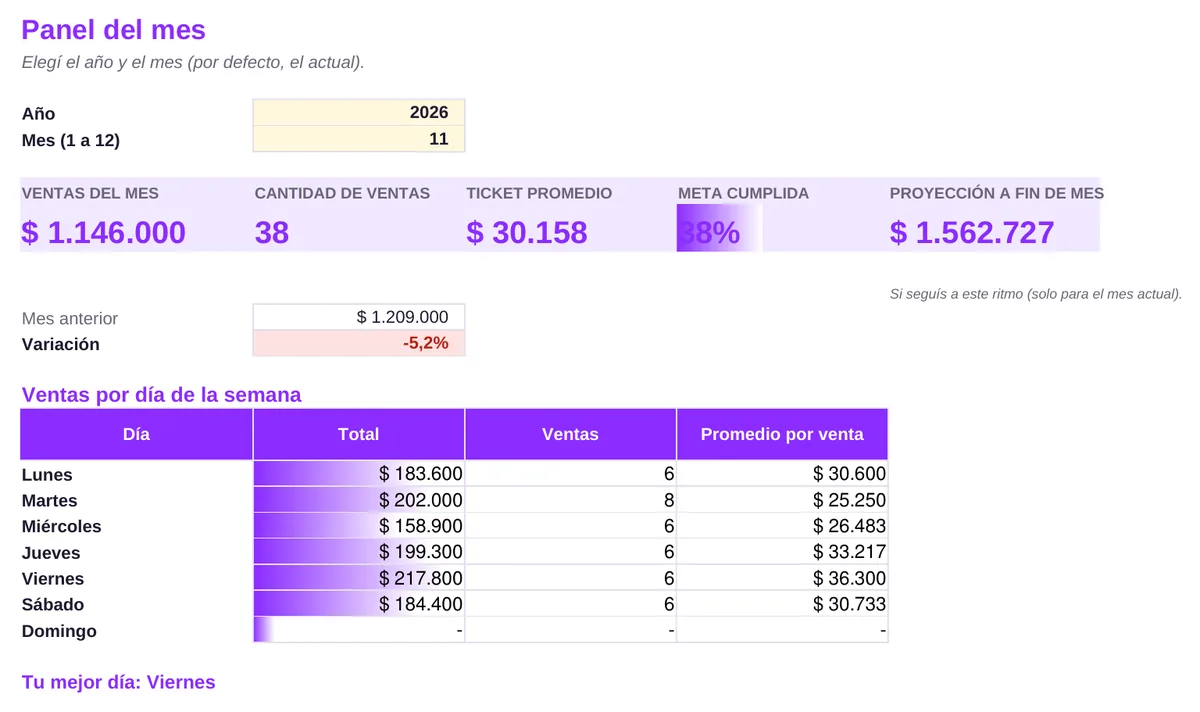 Panel del mes
Elegí el año y el mes (por defecto, el actual).
Año 2026
Mes (1 a 12) 11
VENTAS DEL MES CANTIDAD DE VENTAS TICKET PROMEDIO META CUMPLIDA PROYECCIÓN A FIN DE MES
$ 1.146.000 38 $ 30.158 38% $ 1.562.727
Si seguís a este ritmo (solo para el mes actual).
Mes anterior $ 1.209.000
Variación -5,2%
Ventas por día de la semana
Día Total Ventas Promedio por venta
Lunes $ 183.600 6 $ 30.600
Martes $ 202.000 8 $ 25.250
Miércoles $ 158.900 6 $ 26.483
Jueves $ 199.300 6 $ 33.217
Viernes $ 217.800 6 $ 36.300
Sábado $ 184.400 6 $ 30.733
Domingo - - -
Tu mejor día: Viernes